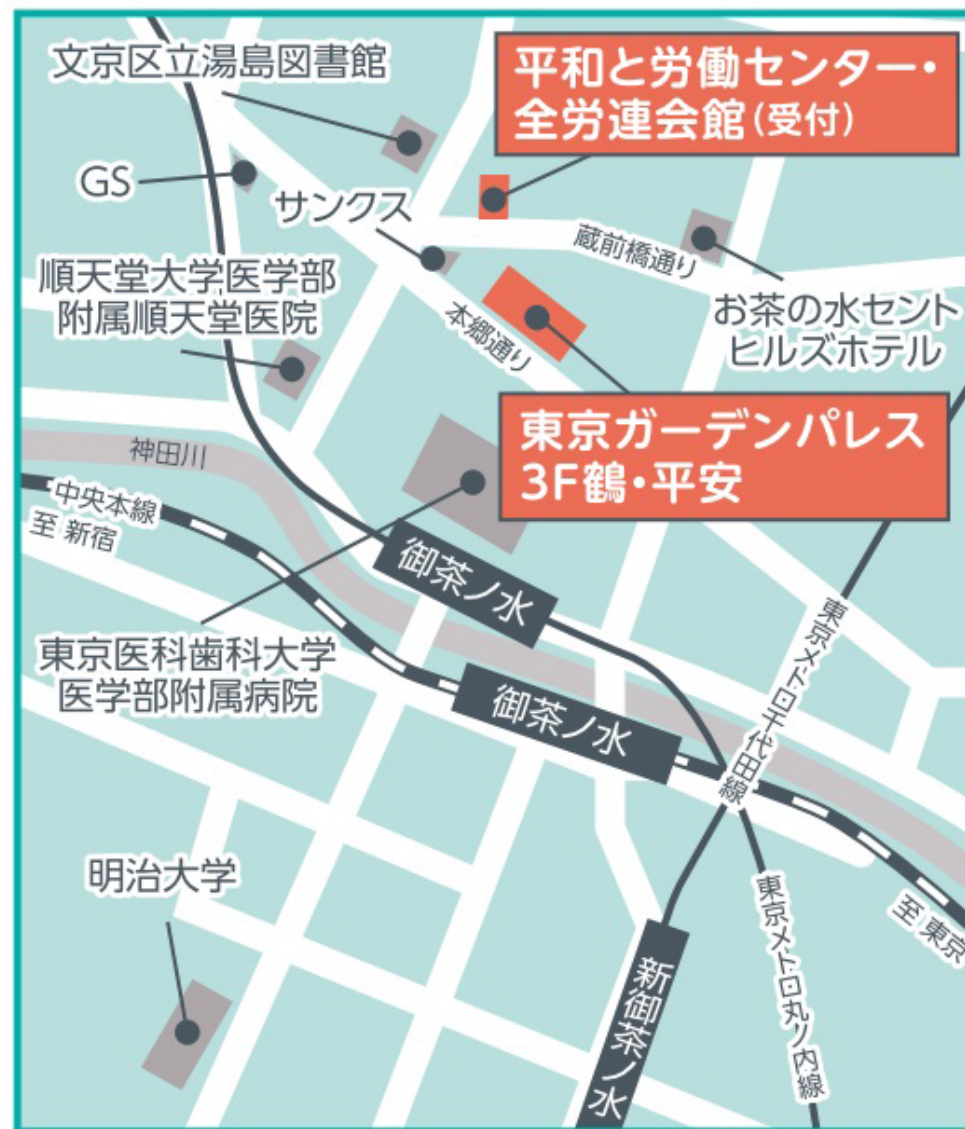 文京区立湯島図書館
平和と労働センター・
全労連会館(受付)
GS
サンクス
蔵前橋通り
順天堂大学医学部
附属順天堂医院
お茶の水セント
ヒルズホテル
本郷通り
東京ガーデンパレス
3F鶴・平安
神田川
中央本線
至 新宿
御茶ノ水
東京医科歯科大学
医学部附属病院
御茶ノ水
東京メトロ千代田線
明治大学
新御茶ノ水
東京メトロ丸ノ内線
至 東京